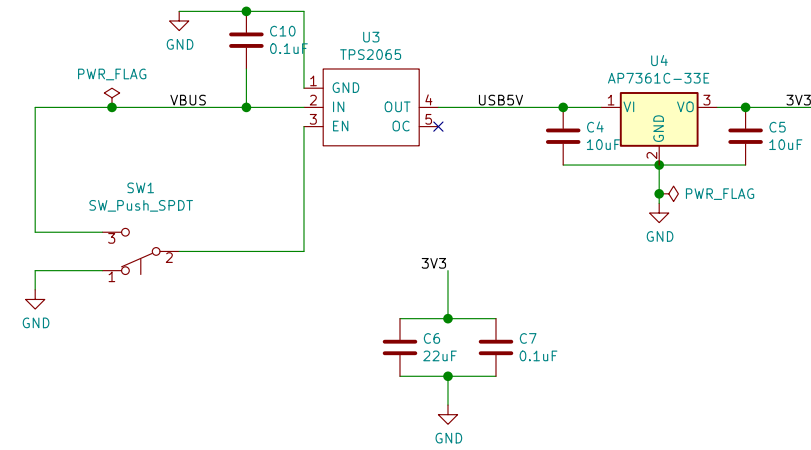 C10
0.1uF
GND
U3
TPS2065
1
GND
2
IN
3
EN
OUT
4
OC
5
PWR_FLAG
VBUS
USB5V
U4
AP7361C-33E
1
VI
VO
3
GND
2
3V3
C4
10uF
C5
10uF
PWR_FLAG
GND
SW1
SW_Push_SPDT
3
2
1
GND
3V3
C6
22uF
C7
0.1uF
GND